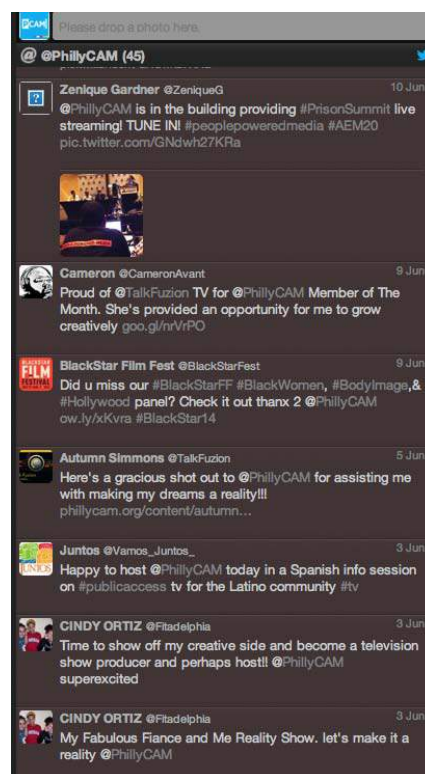 PCAM
Please drop a photo here.
@ @PhillyCAM (45)
Zenique Gardner @ZeniqueG 10 Jun
@PhillyCAM is in the building providing #PrisonSummit live
streaming! TUNE IN! #peoplepoweredmedia #AEM20
pic.twitter.com/GNdwh27KRa
Cameron @CameronAvant 9 Jun
Proud of @TalkFuzion TV for @PhillyCAM Member of The
Month. She's provided an opportunity for me to grow
creatively goo.gl/nrVrPO
BLACKSTAR
FILM
FESTIVAL
BlackStar Film Fest @BlackStarFest 9 Jun
Did u miss our #BlackStarFF #BlackWomen, #BodyImage,&
#Hollywood panel? Check it out thanx 2 @PhillyCAM
ow.ly/xKvra #BlackStar14
Autumn Simmons @TalkFuzion 5 Jun
Here's a gracious shot out to @PhillyCAM for assisting me
with making my dreams a reality!!!
phillycam.org/content/autumn…
JUNTOS
Juntos @Vamos_Juntos_ 3 Jun
Happy to host @PhillyCAM today in a Spanish info session
on #publicaccess tv for the Latino community #tv
CINDY ORTIZ @Fitadelphia 3 Jun
Time to show off my creative side and become a television
show producer and perhaps host!! @PhillyCAM
superexcited
CINDY ORTIZ @Fitadelphia 3 Jun
My Fabulous Fiance and Me Reality Show. let's make it a
reality @PhillyCAM